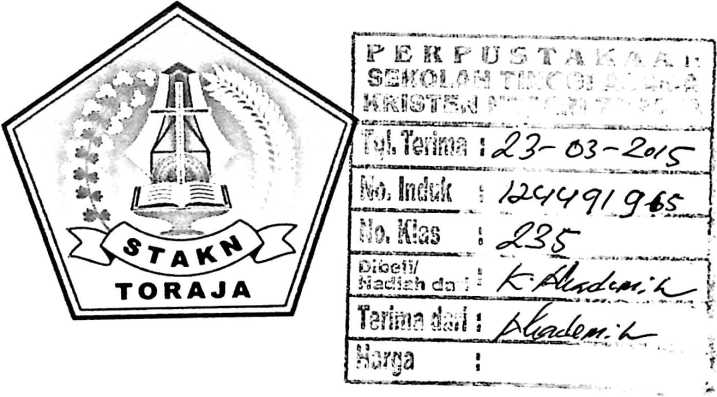 STAKN
TORAJA
PERPUSTAKAAN
SEKOLAH TINGGI AGAMA
KRISTEN
Tgl. Terima : 23-03-2015
No. Induk : 124491965
No. Klas : 235
Dibeli/
Hadiah dari : K. Akademik
Terima dari : Akademik
Harga :